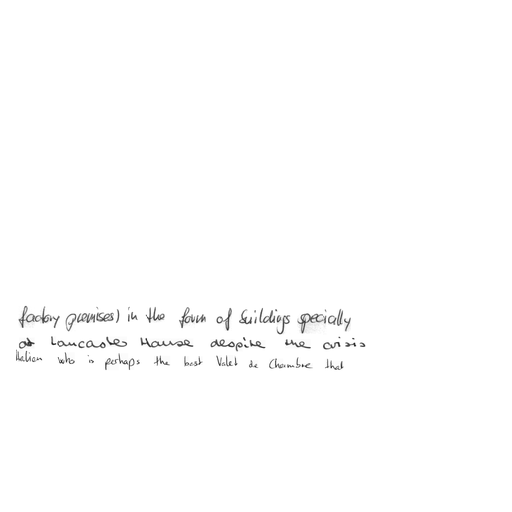 factory premises) in the form of buildings specially
at Lancaster House despite the crisis
Italian who is perhaps the best Valet de Chambre that